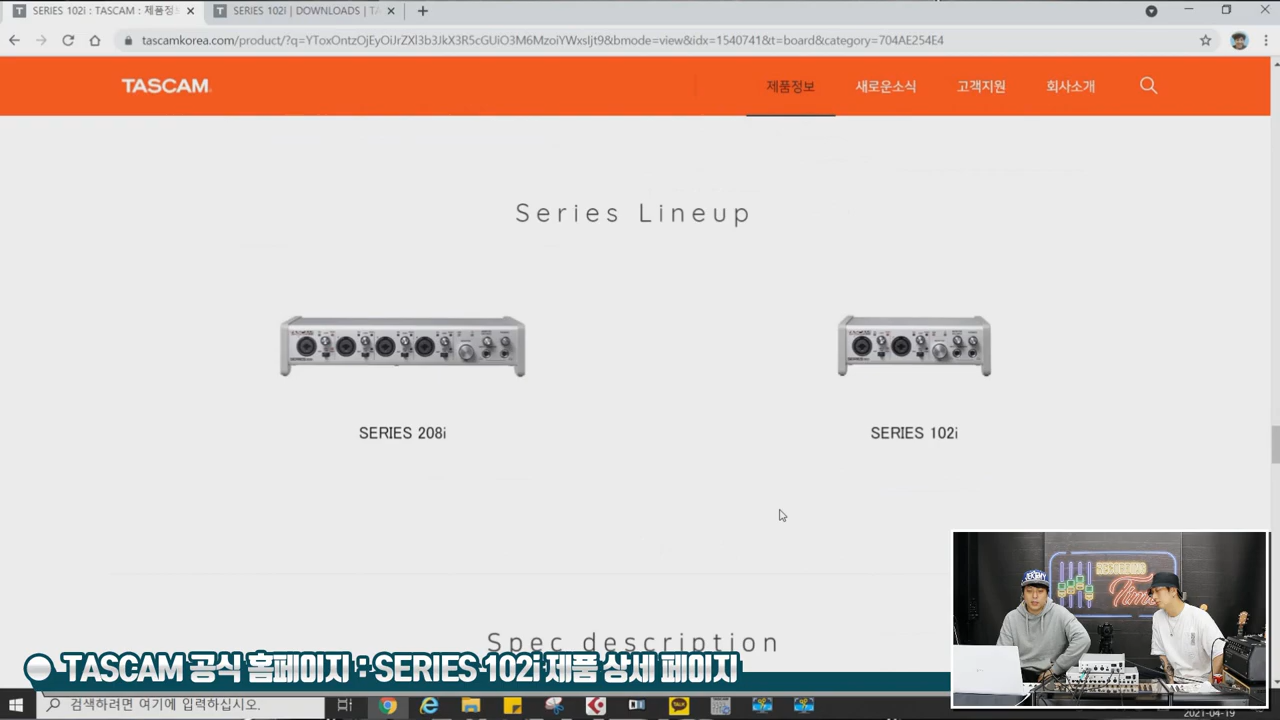 SERIES 102i : TASCAM : 제품정
SERIES 102i | DOWNLOADS | TA
tascamkorea.com/product/?q=YToxOntzOjEyOiJrZXl3b3JkX3R5cGUiO3M6MzoiYWxsIjt9&bmode=view&idx=1540741&t=board&category=704AE254E4
TASCAM
제품정보
새로운소식
고객지원
회사소개
Series Lineup
SERIES 208i
SERIES 102i
Spec description
TASCAM 공식 홈페이지 : SERIES 102i 제품 상세 페이지
검색하려면 여기에 입력하십시오.
2021-04-19